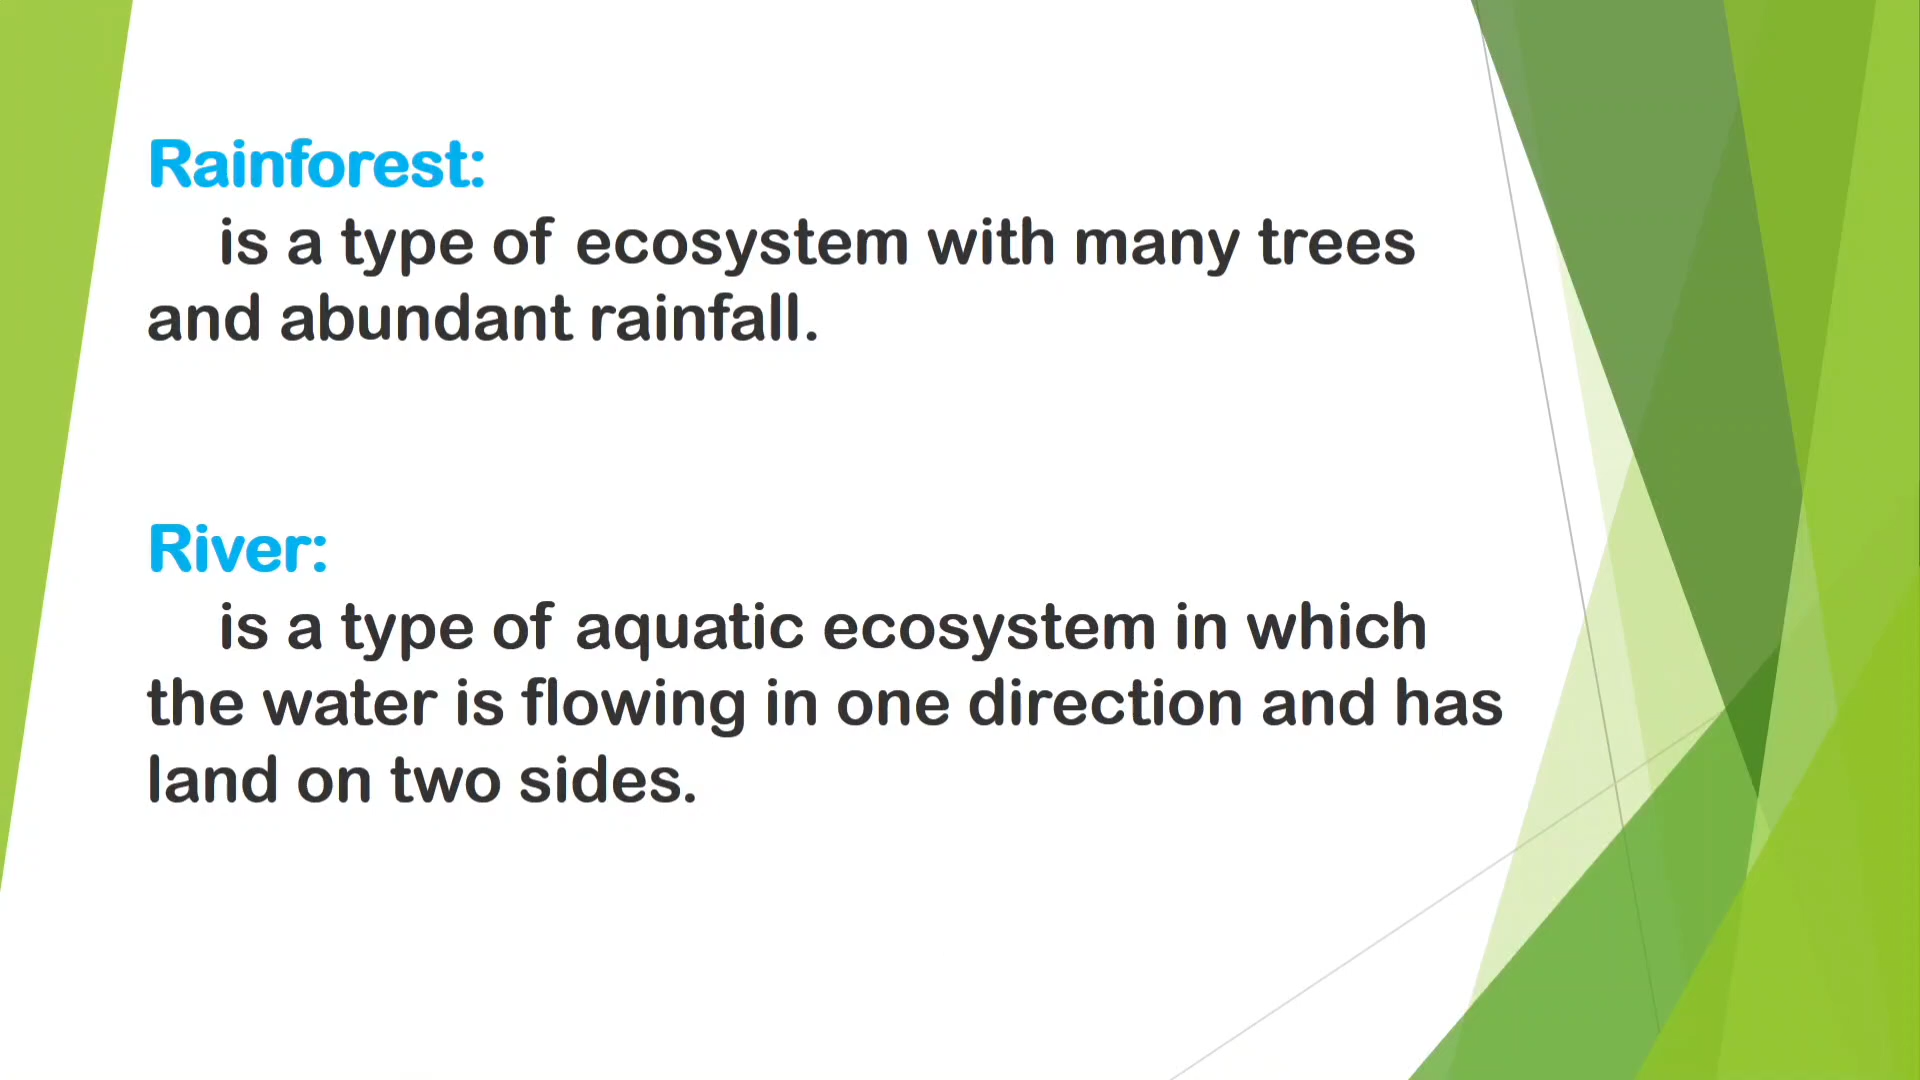 Rainforest:
is a type of ecosystem with many trees
and abundant rainfall.
River:
is a type of aquatic ecosystem in which
the water is flowing in one direction and has
land on two sides.